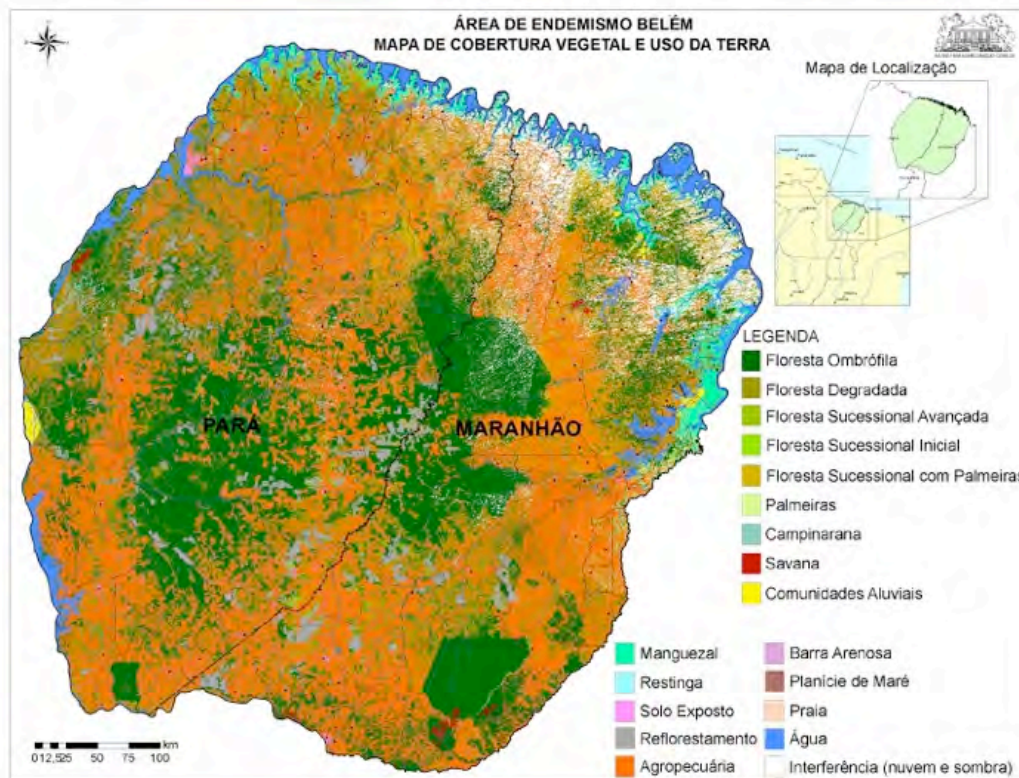 ÁREA DE ENDEMISMO BELÉM
MAPA DE COBERTURA VEGETAL E USO DA TERRA
Mapa de Localização
PARÁ
MARANHÃO
LEGENDA
Floresta Ombrófila
Floresta Degradada
Floresta Sucessional Avançada
Floresta Sucessional Inicial
Floresta Sucessional com Palmeiras
Palmeiras
Campinarana
Savana
Comunidades Aluviais
Manguezal
Restinga
Solo Exposto
Reflorestamento
Agropecuária
Barra Arenosa
Planície de Maré
Praia
Água
Interferência (nuvem e sombra)
0 12,5 25 50 75 100 km